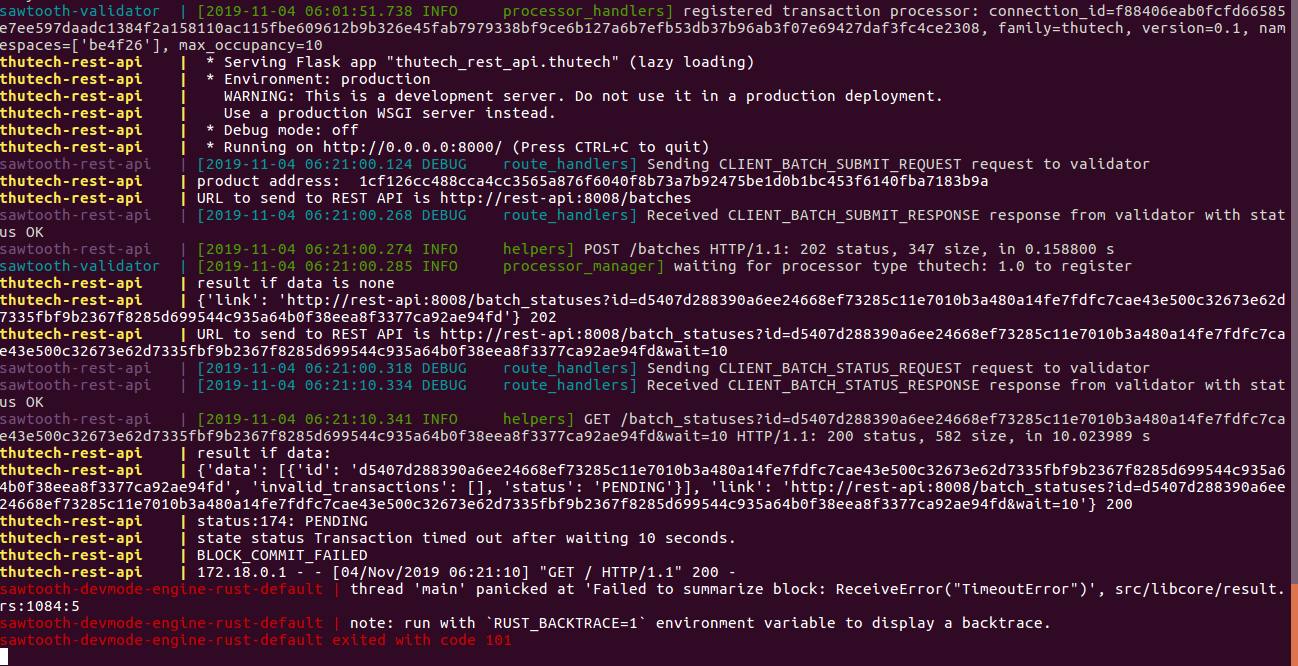 sawtooth-validator  | [2019-11-04 06:01:51.738 INFO     processor_handlers] registered transaction processor: connection_id=f88406eab0fcfd66585
e7ee597daadc1384f2a158110ac115fbe609612b9b326e45fab7979338bf9ce6b127a6b7efb53db37b96ab3f07e69427daf3fc4ce2308, family=thutech, version=0.1, nam
espaces=['be4f26'], max_occupancy=10
thutech-rest-api    |  * Serving Flask app "thutech_rest_api.thutech" (lazy loading)
thutech-rest-api    |  * Environment: production
thutech-rest-api    |    WARNING: This is a development server. Do not use it in a production deployment.
thutech-rest-api    |    Use a production WSGI server instead.
thutech-rest-api    |  * Debug mode: off
thutech-rest-api    |  * Running on http://0.0.0.0:8000/ (Press CTRL+C to quit)
sawtooth-rest-api   | [2019-11-04 06:21:00.124 DEBUG    route_handlers] Sending CLIENT_BATCH_SUBMIT_REQUEST request to validator
thutech-rest-api    | product address:  1cf126cc488cca4cc3565a876f6040f8b73a7b92475be1d0b1bc453f6140fba7183b9a
thutech-rest-api    | URL to send to REST API is http://rest-api:8008/batches
sawtooth-rest-api   | [2019-11-04 06:21:00.268 DEBUG    route_handlers] Received CLIENT_BATCH_SUBMIT_RESPONSE response from validator with stat
us OK
sawtooth-rest-api   | [2019-11-04 06:21:00.274 INFO     helpers] POST /batches HTTP/1.1: 202 status, 347 size, in 0.158800 s
sawtooth-validator  | [2019-11-04 06:21:00.285 INFO     processor_manager] waiting for processor type thutech: 1.0 to register
thutech-rest-api    | result if data is none
thutech-rest-api    | {'link': 'http://rest-api:8008/batch_statuses?id=d5407d288390a6ee24668ef73285c11e7010b3a480a14fe7fdfc7cae43e500c32673e62d
7335fbf9b2367f8285d699544c935a64b0f38eea8f3377ca92ae94fd'} 202
thutech-rest-api    | URL to send to REST API is http://rest-api:8008/batch_statuses?id=d5407d288390a6ee24668ef73285c11e7010b3a480a14fe7fdfc7ca
e43e500c32673e62d7335fbf9b2367f8285d699544c935a64b0f38eea8f3377ca92ae94fd&wait=10
sawtooth-rest-api   | [2019-11-04 06:21:00.318 DEBUG    route_handlers] Sending CLIENT_BATCH_STATUS_REQUEST request to validator
sawtooth-rest-api   | [2019-11-04 06:21:10.334 DEBUG    route_handlers] Received CLIENT_BATCH_STATUS_RESPONSE response from validator with stat
us OK
sawtooth-rest-api   | [2019-11-04 06:21:10.341 INFO     helpers] GET /batch_statuses?id=d5407d288390a6ee24668ef73285c11e7010b3a480a14fe7fdfc7ca
e43e500c32673e62d7335fbf9b2367f8285d699544c935a64b0f38eea8f3377ca92ae94fd&wait=10 HTTP/1.1: 200 status, 582 size, in 10.023989 s
thutech-rest-api    | result if data:
thutech-rest-api    | {'data': [{'id': 'd5407d288390a6ee24668ef73285c11e7010b3a480a14fe7fdfc7cae43e500c32673e62d7335fbf9b2367f8285d699544c935a6
4b0f38eea8f3377ca92ae94fd', 'invalid_transactions': [], 'status': 'PENDING'}], 'link': 'http://rest-api:8008/batch_statuses?id=d5407d288390a6ee
24668ef73285c11e7010b3a480a14fe7fdfc7cae43e500c32673e62d7335fbf9b2367f8285d699544c935a64b0f38eea8f3377ca92ae94fd&wait=10'} 200
thutech-rest-api    | status:174: PENDING
thutech-rest-api    | state status Transaction timed out after waiting 10 seconds.
thutech-rest-api    | BLOCK_COMMIT_FAILED
thutech-rest-api    | 172.18.0.1 - - [04/Nov/2019 06:21:10] "GET / HTTP/1.1" 200 -
sawtooth-devmode-engine-rust-default | thread 'main' panicked at 'Failed to summarize block: ReceiveError("TimeoutError")', src/libcore/result.
rs:1084:5
sawtooth-devmode-engine-rust-default | note: run with `RUST_BACKTRACE=1` environment variable to display a backtrace.
sawtooth-devmode-engine-rust-default exited with code 101